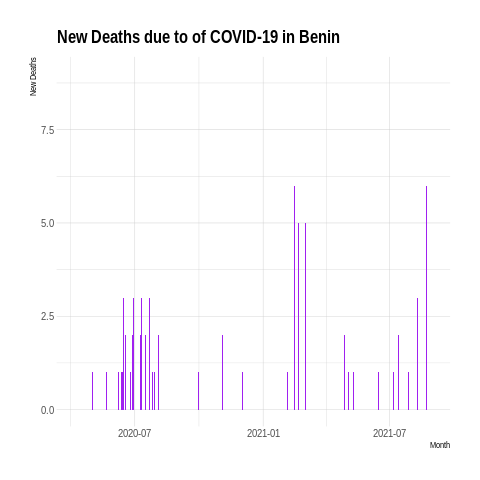 New Deaths due to of COVID-19 in Benin
New Deaths
7.5
5.0
2.5
0.0
2020-07
2021-01
2021-07
Month